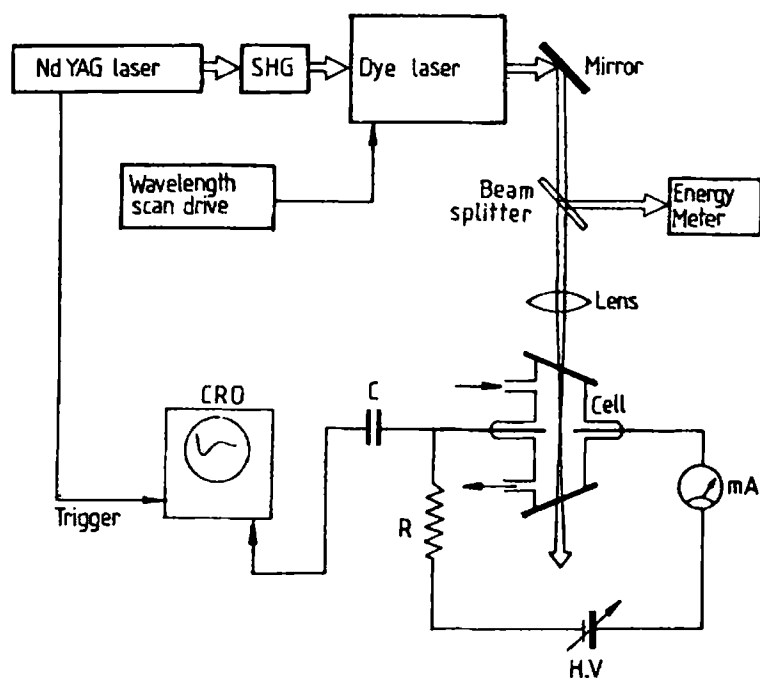 Nd YAG laser
SHG
Dye laser
Mirror
Wavelength
scan drive
Beam
splitter
Energy
Meter
Lens
CRO
C
Cell
Trigger
R
mA
H.V